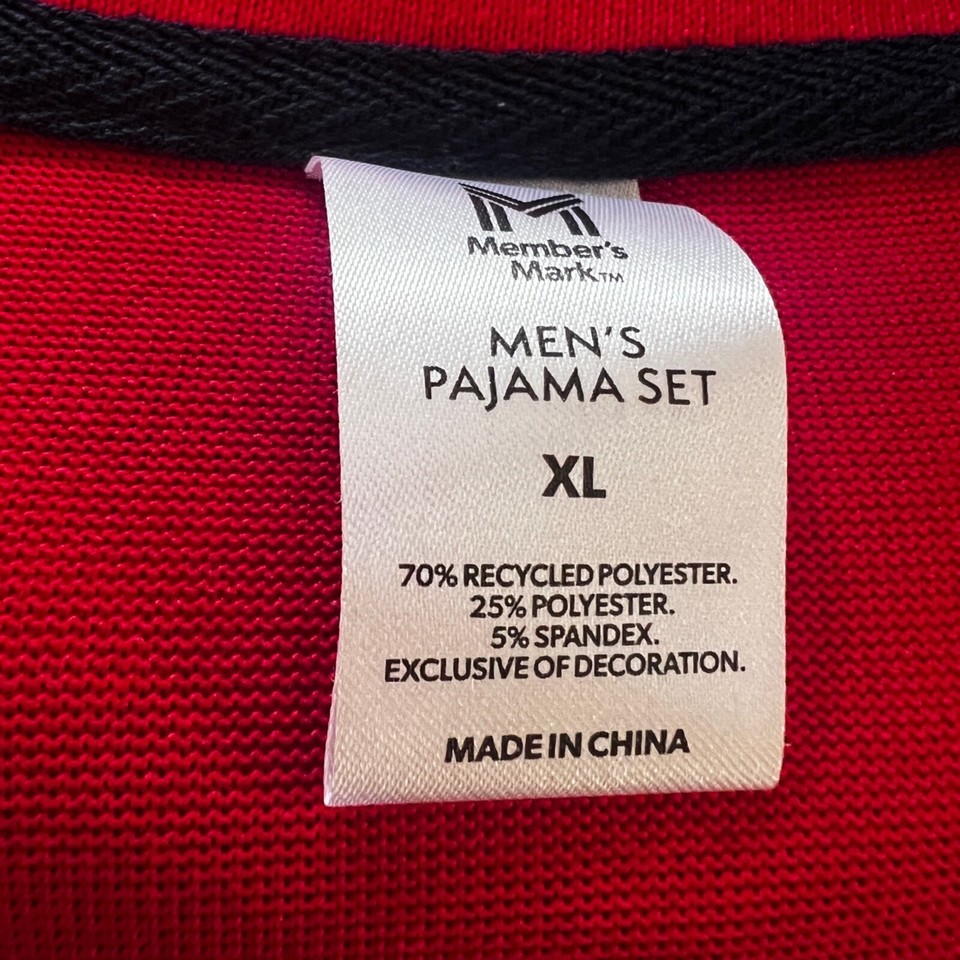 Member's
Mark™
MEN'S
PAJAMA SET
XL
70% RECYCLED POLYESTER.
25% POLYESTER.
5% SPANDEX.
EXCLUSIVE OF DECORATION.
MADE IN CHINA